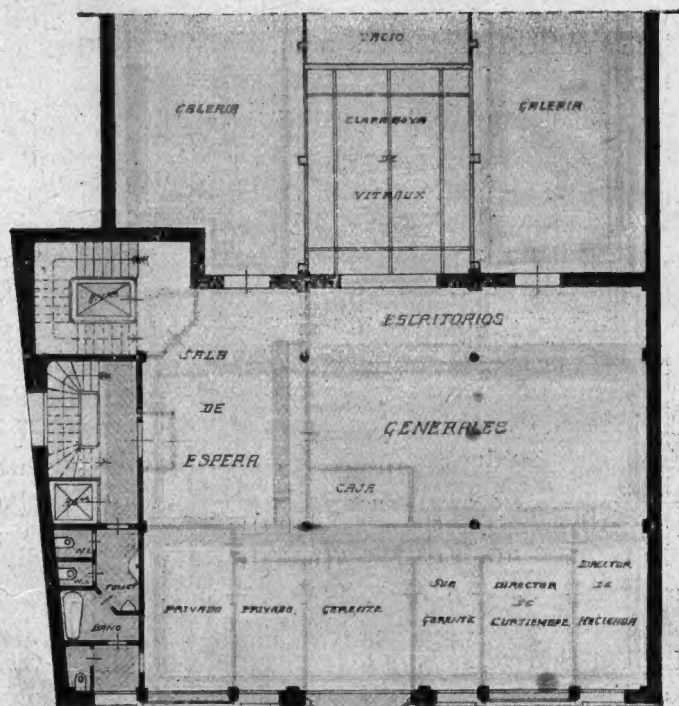 VACIO
GALERIA
CLARABOYA
DE
VITRAUX
GALERIA
ESCRITORIOS
GENERALES
SALA
DE
ESPERA
CAJA
W.C.
W.C.
TOILET
BAÑO
PRIVADO
PRIVADO
GERENTE
SUB
GERENTE
DIRECTOR
DE
CURTIEMBRE
DIRECTOR
DE
HACIENDA